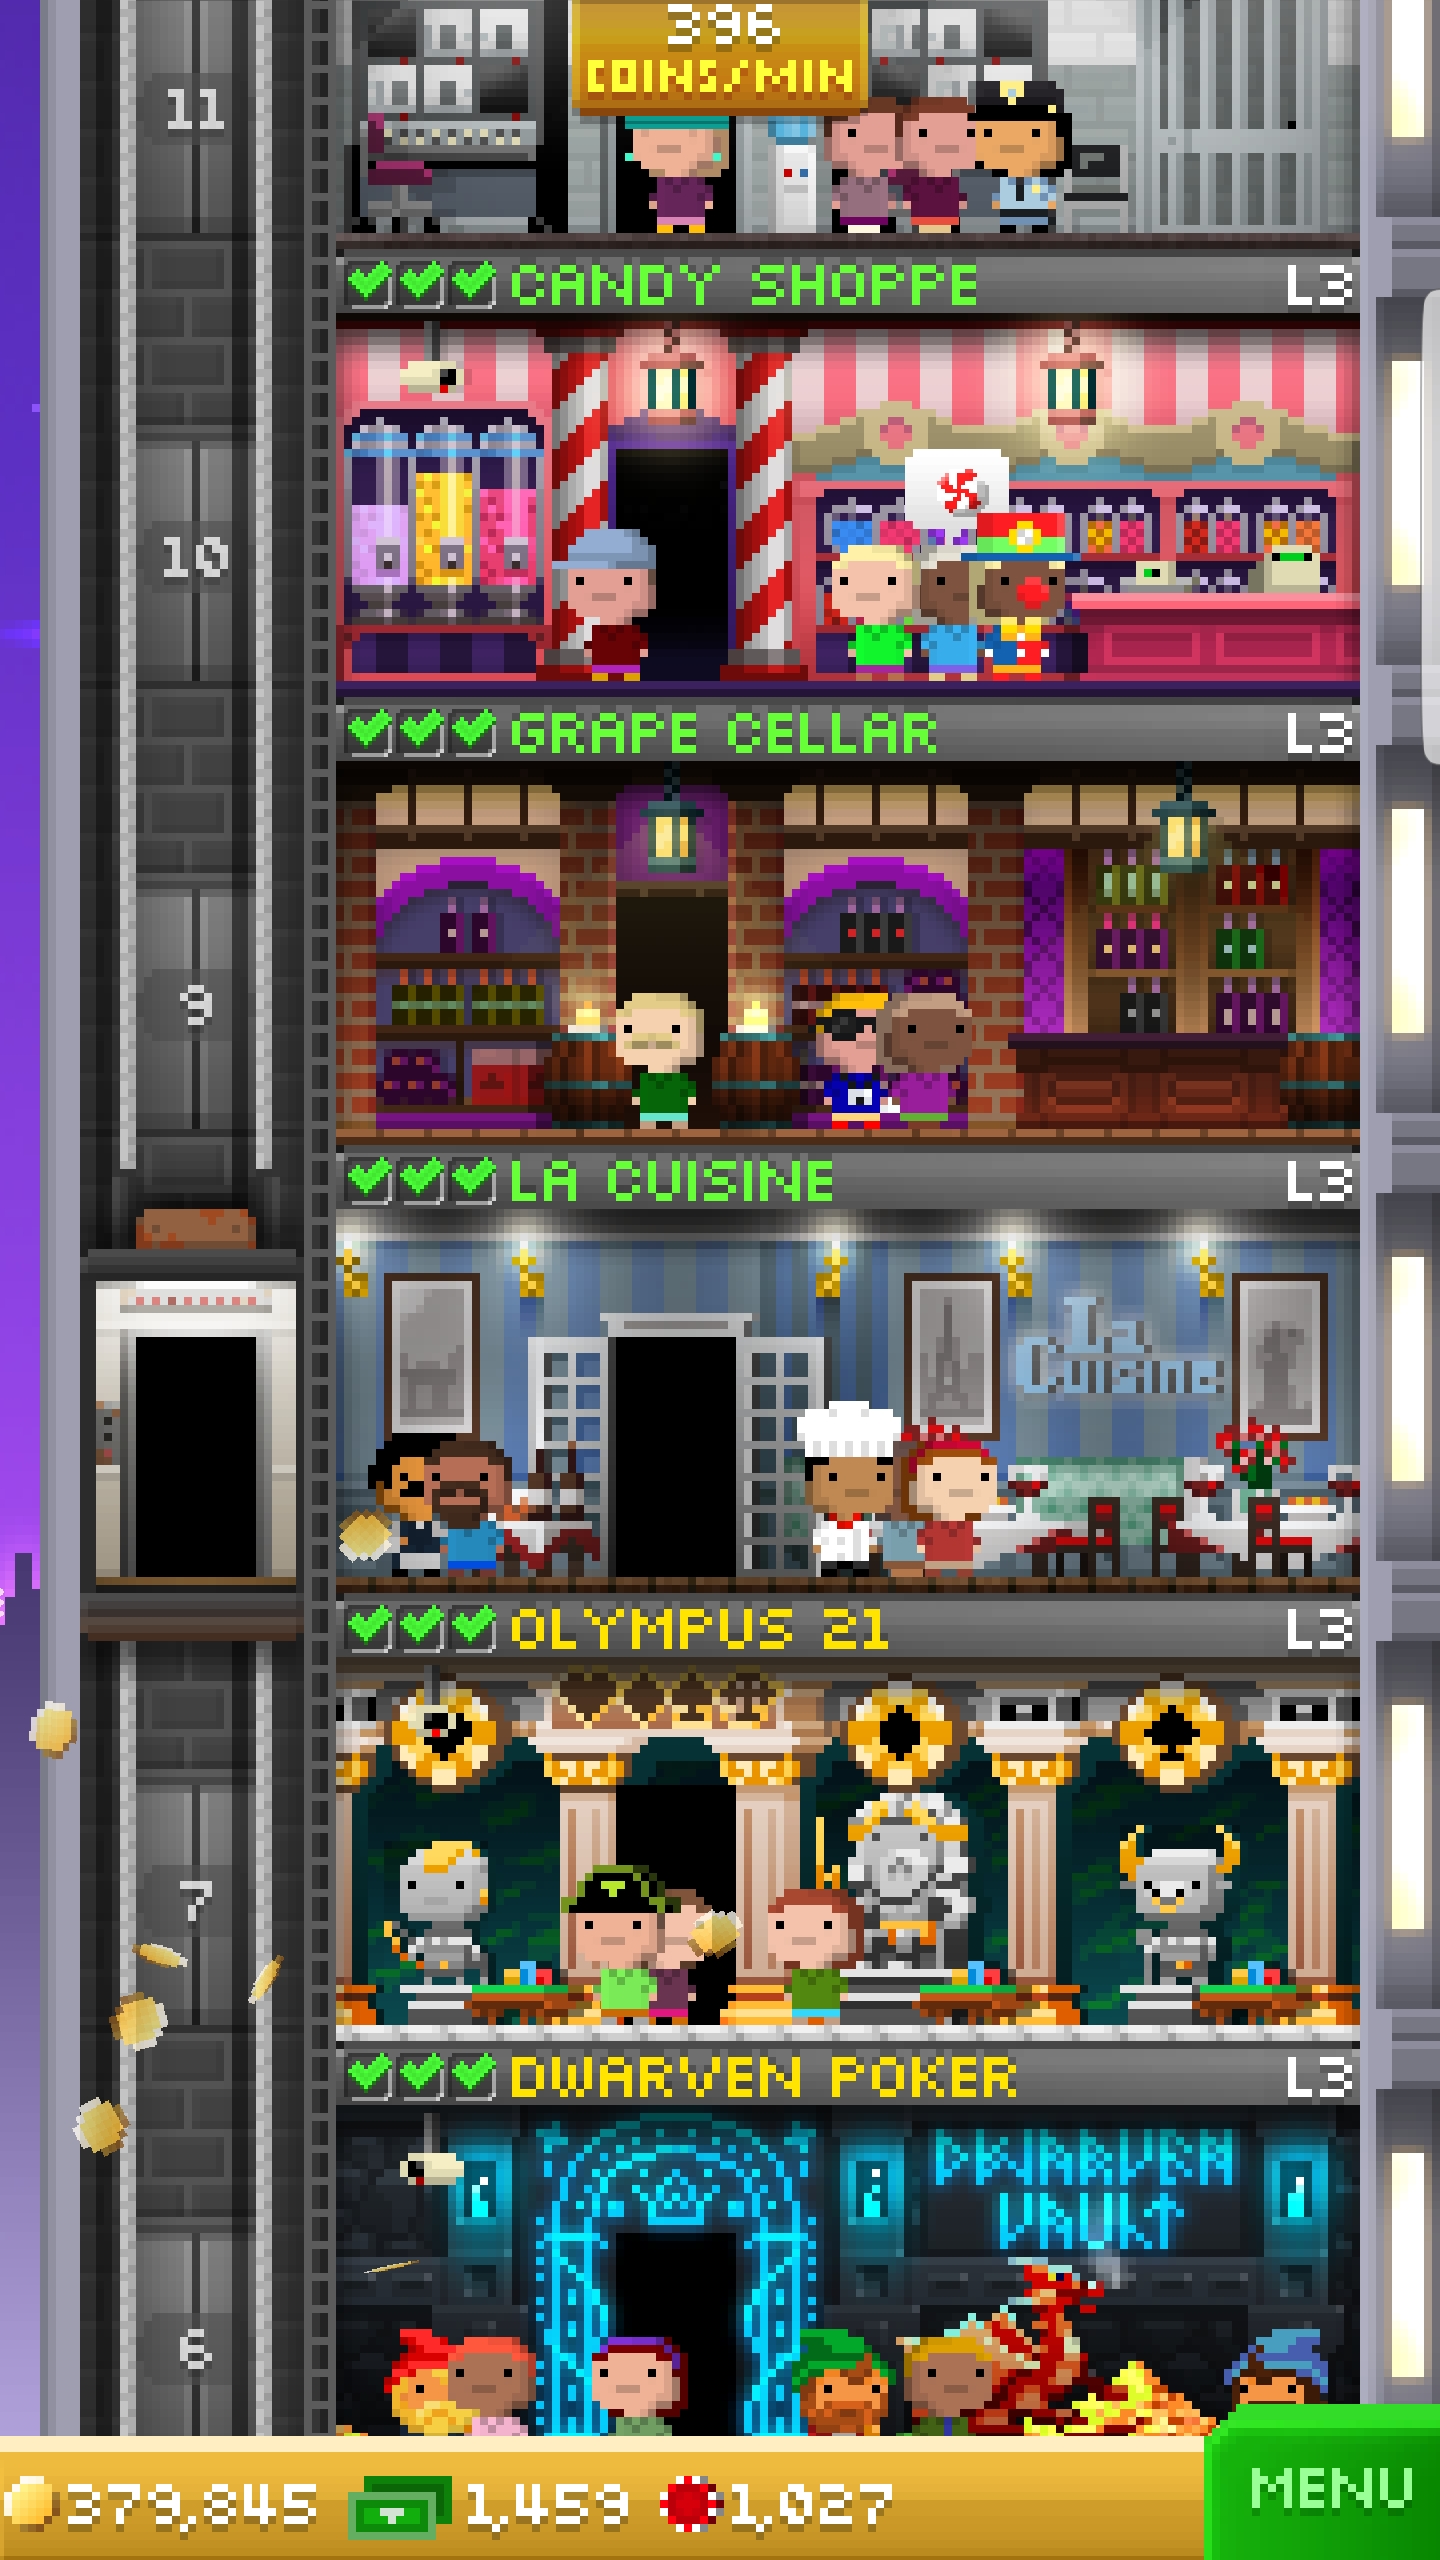 396
COINS/MIN
11
CANDY SHOPPE L3
10
GRAPE CELLAR L3
9
LA CUISINE L3
La
Cuisine
OLYMPUS 21 L3
7
DWARVEN POKER L3
DWARVEN
VAULT
6
379,845 1,459 1,027 MENU